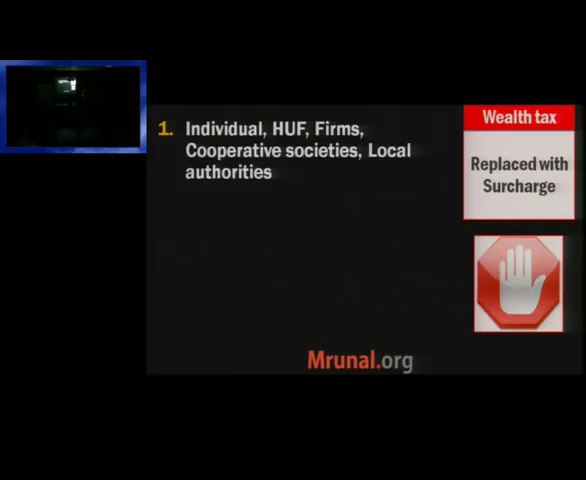 1. Individual, HUF, Firms,
Cooperative societies, Local
authorities
Wealth tax
Replaced with
Surcharge
Mrunal.org